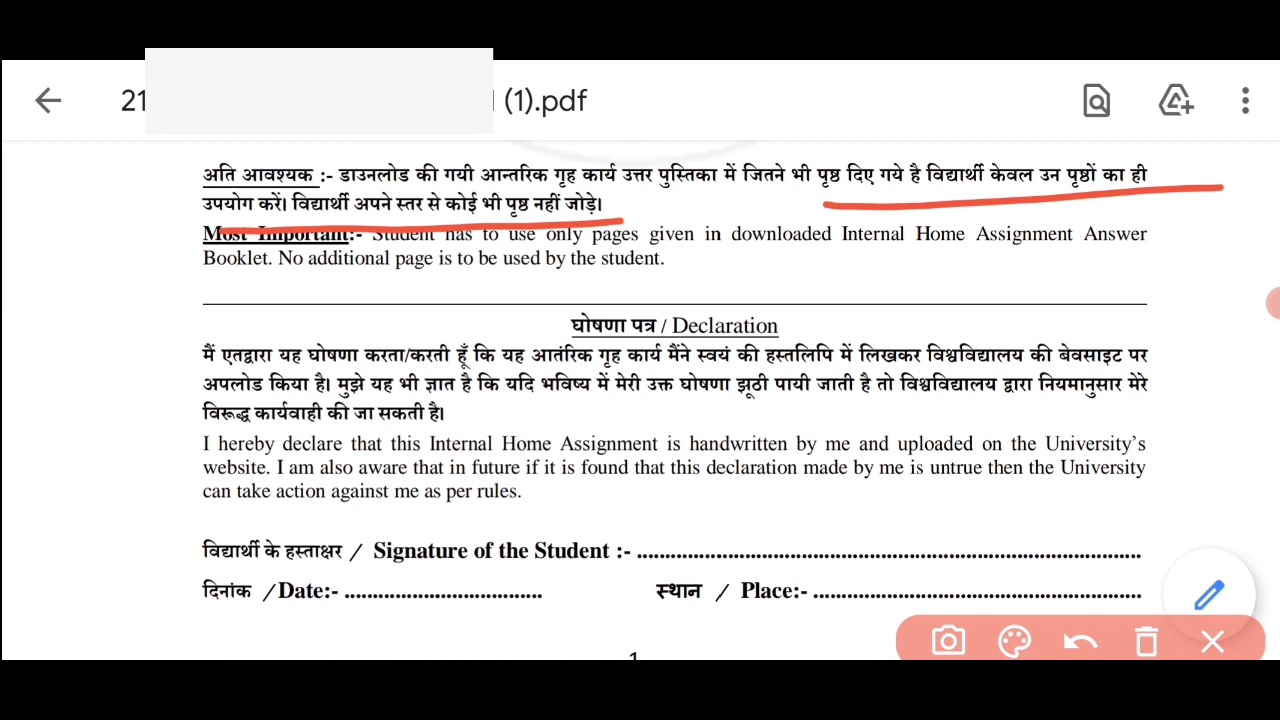 21 (1).pdf
अति आवश्यक :- डाउनलोड की गयी आन्तरिक गृह कार्य उत्तर पुस्तिका में जितने भी पृष्ठ दिए गये है विद्यार्थी केवल उन पृष्ठों का ही
उपयोग करें। विद्यार्थी अपने स्तर से कोई भी पृष्ठ नहीं जोड़े।
Most Important:- Student has to use only pages given in downloaded Internal Home Assignment Answer
Booklet. No additional page is to be used by the student.
घोषणा पत्र / Declaration
मैं एतद्वारा यह घोषणा करता/करती हूँ कि यह आतंरिक गृह कार्य मैंने स्वयं की हस्तलिपि में लिखकर विश्वविद्यालय की बेवसाइट पर
अपलोड किया है। मुझे यह भी ज्ञात है कि यदि भविष्य में मेरी उक्त घोषणा झूठी पायी जाती है तो विश्वविद्यालय द्वारा नियमानुसार मेरे
विरूद्ध कार्यवाही की जा सकती है।
I hereby declare that this Internal Home Assignment is handwritten by me and uploaded on the University’s
website. I am also aware that in future if it is found that this declaration made by me is untrue then the University
can take action against me as per rules.
विद्यार्थी के हस्ताक्षर / Signature of the Student :- ........................................................................................
दिनांक / Date:- ................................... स्थान / Place:- ..........................................................
1